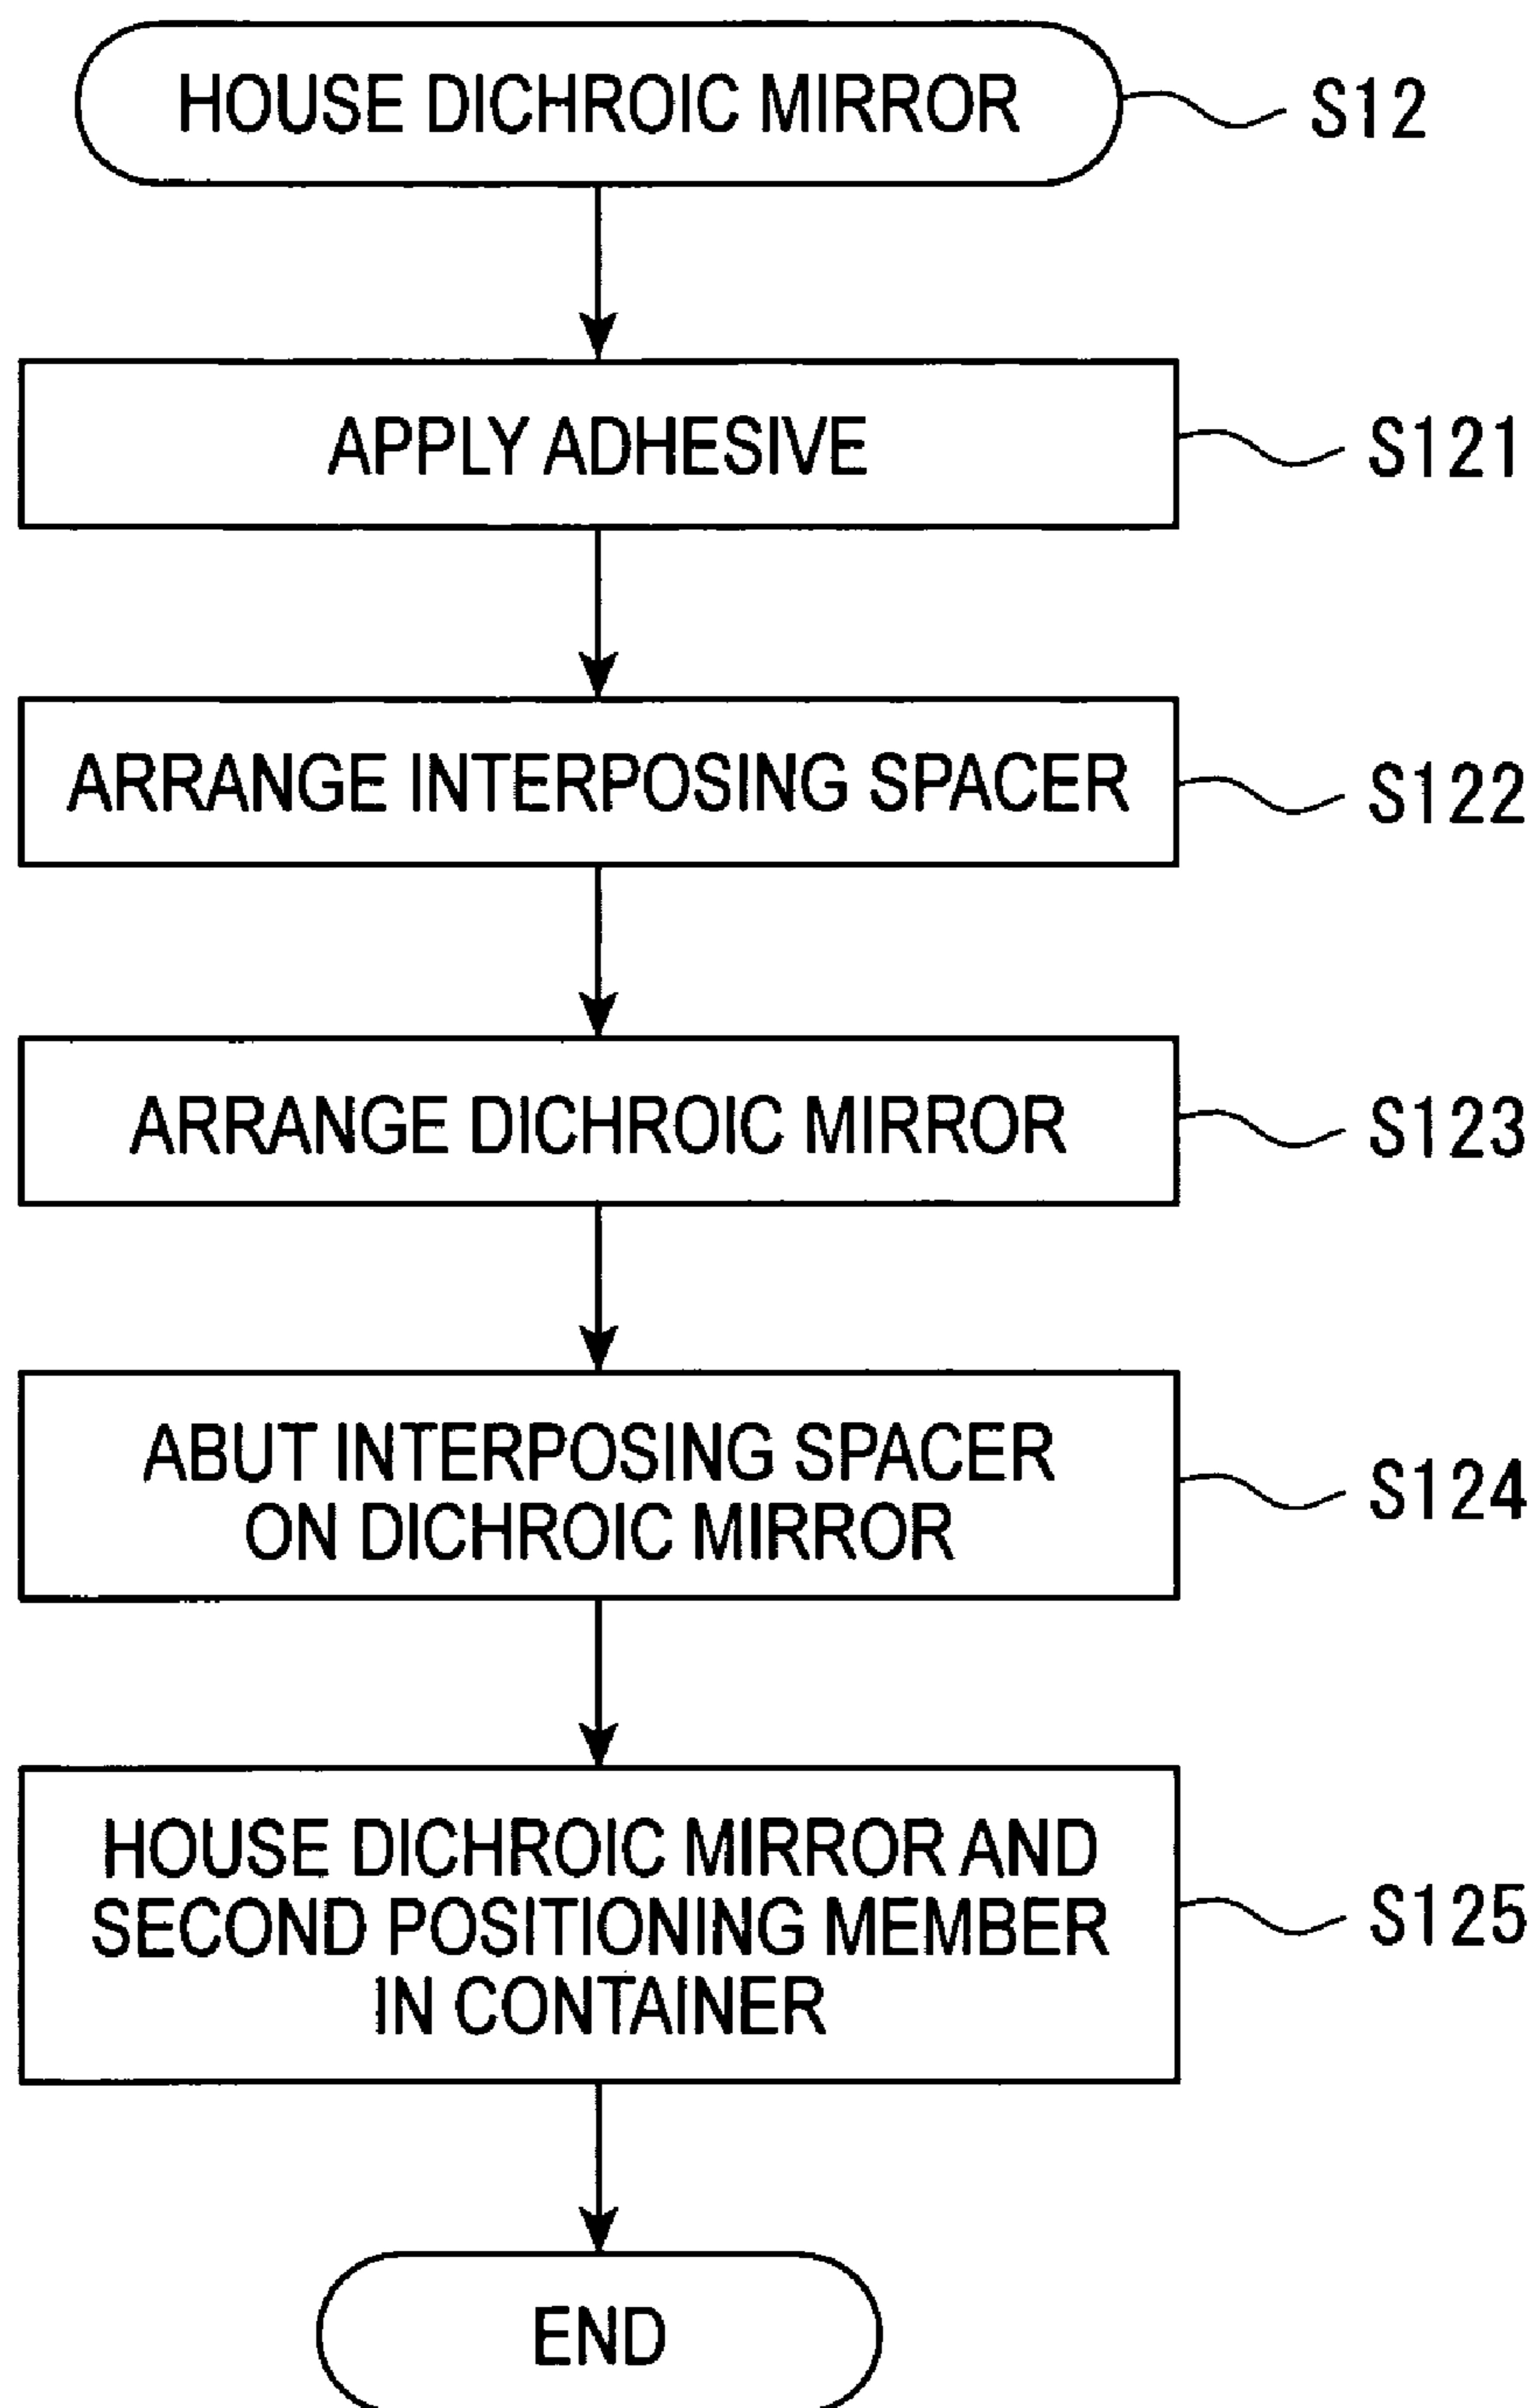 HOUSE DICHROIC MIRROR
S12
APPLY ADHESIVE
S121
ARRANGE INTERPOSING SPACER
S122
ARRANGE DICHROIC MIRROR
S123
ABUT INTERPOSING SPACER
ON DICHROIC MIRROR
S124
HOUSE DICHROIC MIRROR AND
SECOND POSITIONING MEMBER
IN CONTAINER
S125
END